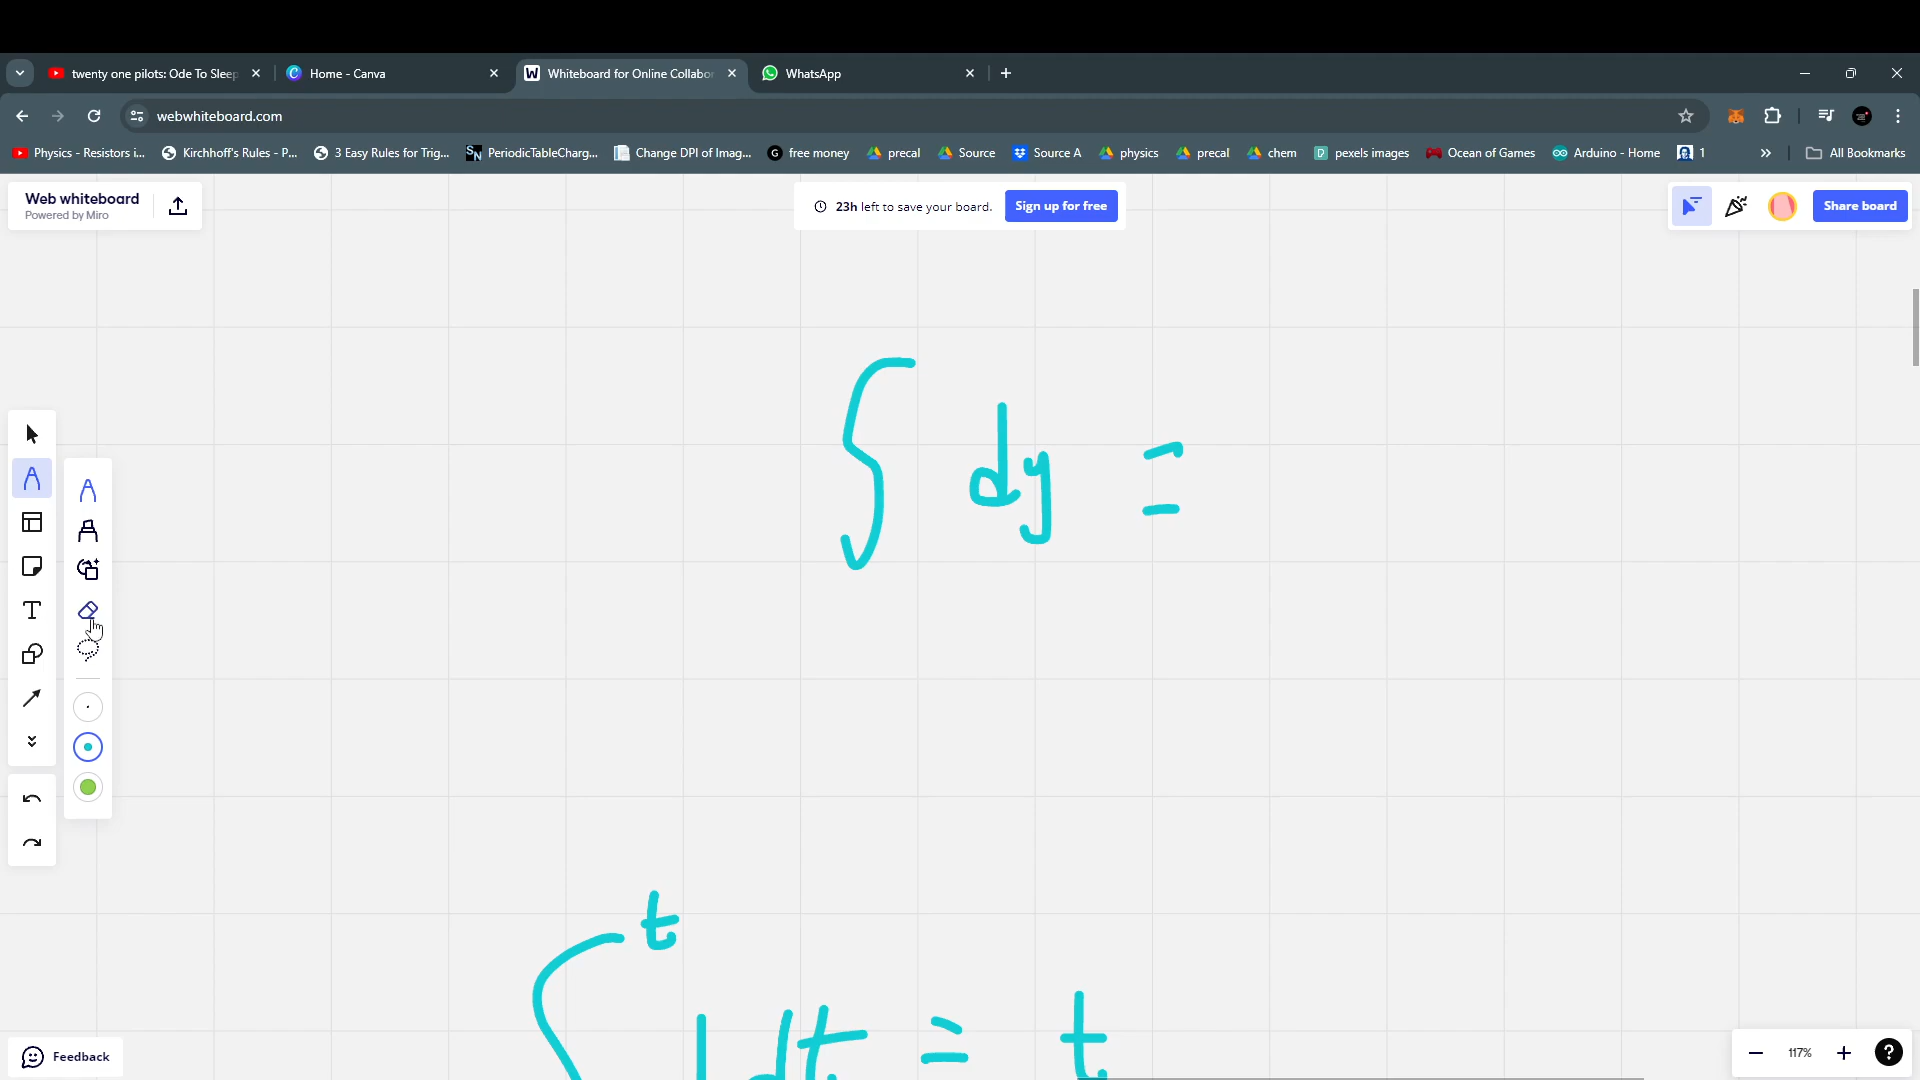 twenty one pilots: Ode To Sleep
Home - Canva
Whiteboard for Online Collabor
WhatsApp
webwhiteboard.com
Physics - Resistors i...
Kirchhoff's Rules - P...
3 Easy Rules for Trig...
PeriodicTableCharg...
Change DPI of Imag...
free money
precal
Source
Source A
physics
precal
chem
pexels images
Ocean of Games
Arduino - Home
1
All Bookmarks
Web whiteboard
Powered by Miro
23h left to save your board.
Sign up for free
Share board
∫ dy =
t
∫ 1 dt = t
Feedback
117%